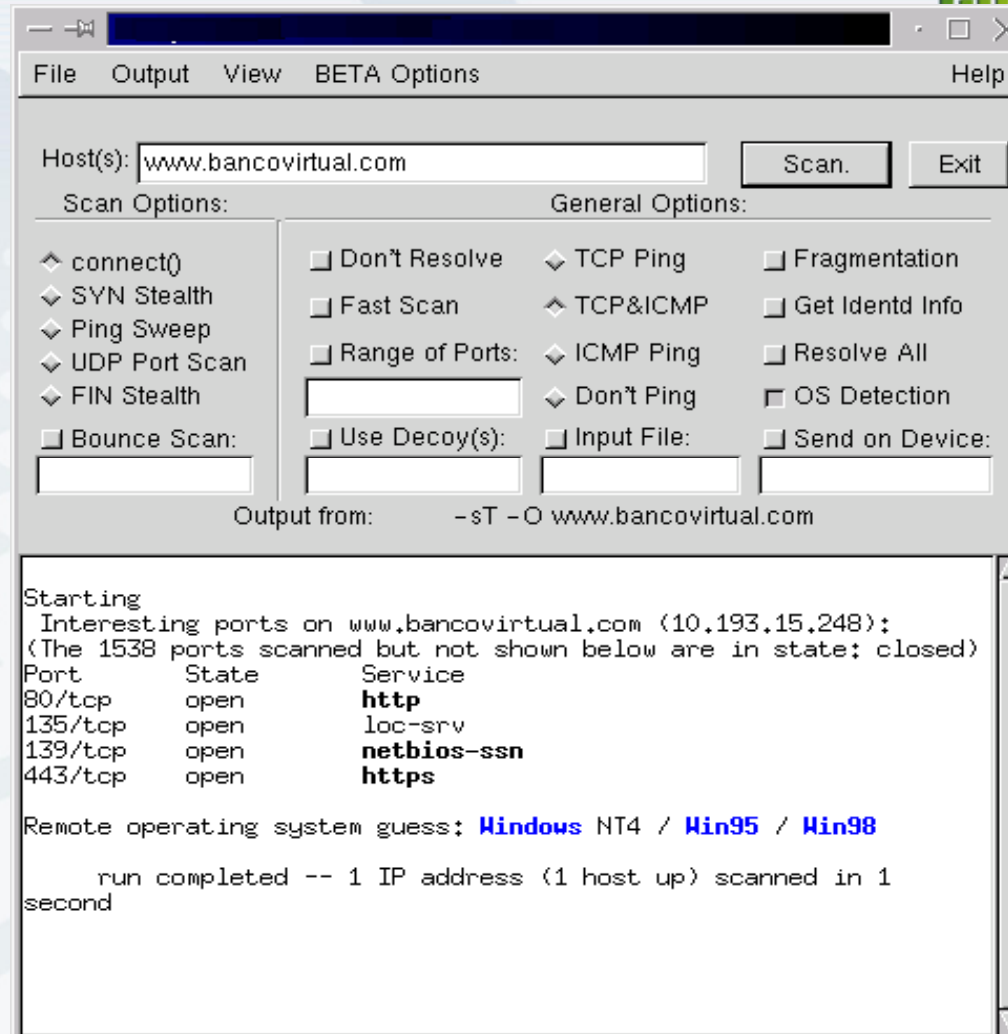 File Output View BETA Options Help
Host(s): www.bancovirtual.com Scan. Exit
Scan Options: General Options:
connect() Don't Resolve TCP Ping Fragmentation
SYN Stealth Fast Scan TCP&ICMP Get Identd Info
Ping Sweep Range of Ports: ICMP Ping Resolve All
UDP Port Scan Don't Ping OS Detection
FIN Stealth
Bounce Scan: Use Decoy(s): Input File: Send on Device:
Output from: -sT -O www.bancovirtual.com
Starting
Interesting ports on www.bancovirtual.com (10.193.15.248):
(The 1538 ports scanned but not shown below are in state: closed)
Port State Service
80/tcp open http
135/tcp open loc-srv
139/tcp open netbios-ssn
443/tcp open https
Remote operating system guess: Windows NT4 / Win95 / Win98
run completed -- 1 IP address (1 host up) scanned in 1
second